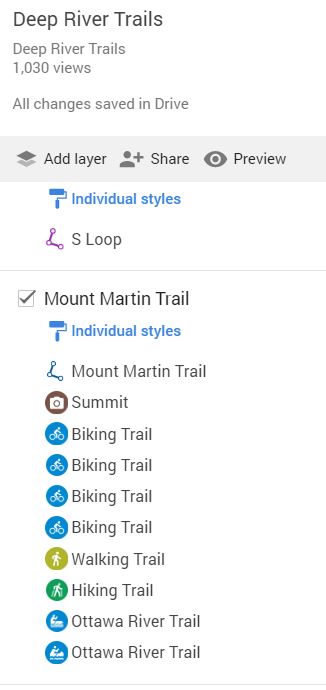 Deep River Trails
Deep River Trails
1,030 views
All changes saved in Drive
Add layer Share Preview
Individual styles
S Loop
Mount Martin Trail
Individual styles
Mount Martin Trail
Summit
Biking Trail
Biking Trail
Biking Trail
Biking Trail
Walking Trail
Hiking Trail
Ottawa River Trail
Ottawa River Trail